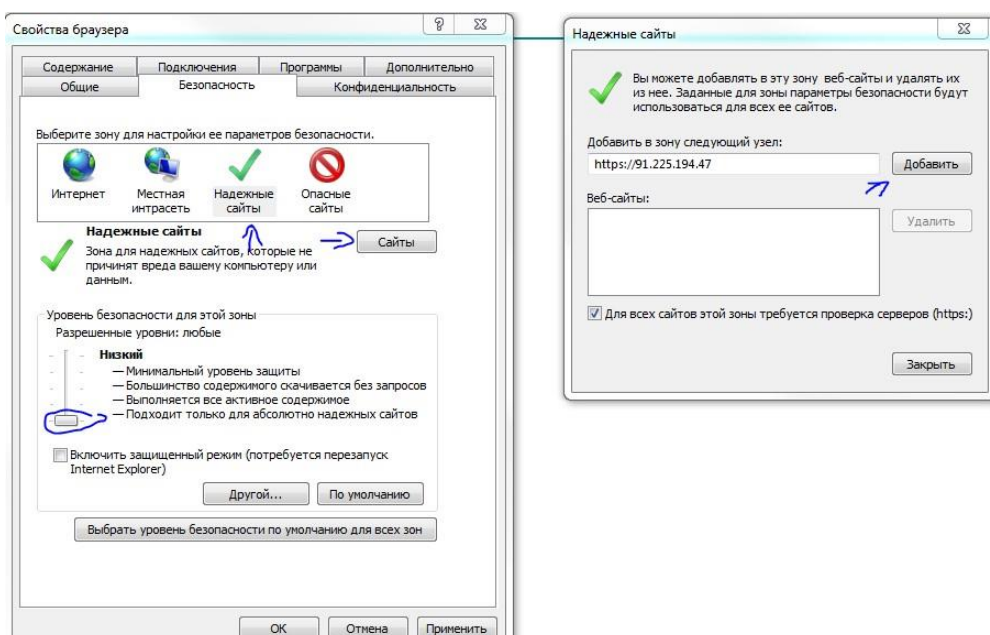 Свойства браузера
Содержание Подключения Программы Дополнительно
Общие Безопасность Конфиденциальность
Выберите зону для настройки ее параметров безопасности.
Интернет Местная интрасеть Надежные сайты Опасные сайты
Надежные сайты
Сайты
Зона для надежных сайтов, которые не
причинят вреда вашему компьютеру или
данным.
Уровень безопасности для этой зоны
Разрешенные уровни: любые
Низкий
— Минимальный уровень защиты
— Большинство содержимого скачивается без запросов
— Выполняется все активное содержимое
— Подходит только для абсолютно надежных сайтов
Включить защищенный режим (потребуется перезапуск
Internet Explorer)
Другой... По умолчанию
Выбрать уровень безопасности по умолчанию для всех зон
ОК Отмена Применить
Надежные сайты
Вы можете добавлять в эту зону веб-сайты и удалять их
из нее. Заданные для зоны параметры безопасности будут
использоваться для всех ее сайтов.
Добавить в зону следующий узел:
https://91.225.194.47 Добавить
Веб-сайты:
Удалить
Для всех сайтов этой зоны требуется проверка серверов (https:)
Закрыть